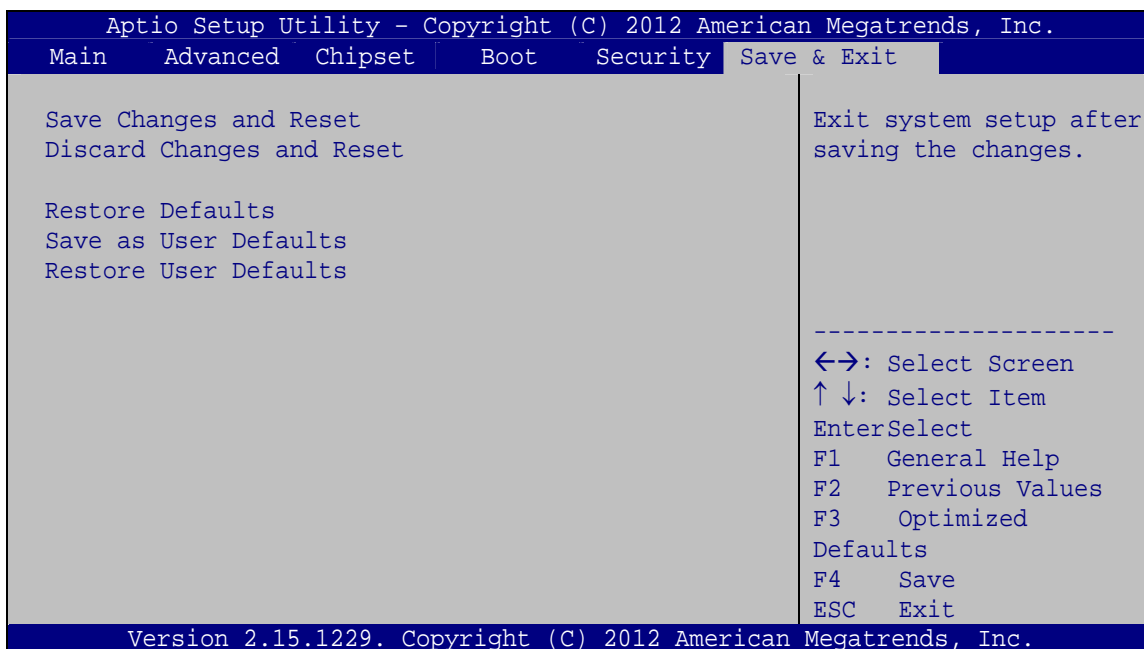 Aptio Setup Utility – Copyright (C) 2012 American Megatrends, Inc.
Main Advanced Chipset Boot Security Save & Exit
Save Changes and Reset
Discard Changes and Reset
Restore Defaults
Save as User Defaults
Restore User Defaults
Exit system setup after
saving the changes.
---------------------
←→: Select Screen
↑ ↓: Select Item
EnterSelect
F1 General Help
F2 Previous Values
F3 Optimized
Defaults
F4 Save
ESC Exit
Version 2.15.1229. Copyright (C) 2012 American Megatrends, Inc.